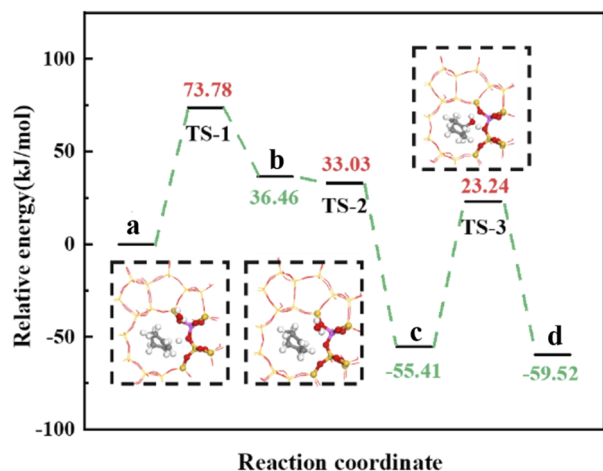 100
50
0
-50
-100
Relative energy(kJ/mol)
Reaction coordinate
a
73.78
TS-1
b
36.46
33.03
TS-2
c
-55.41
23.24
TS-3
d
-59.52